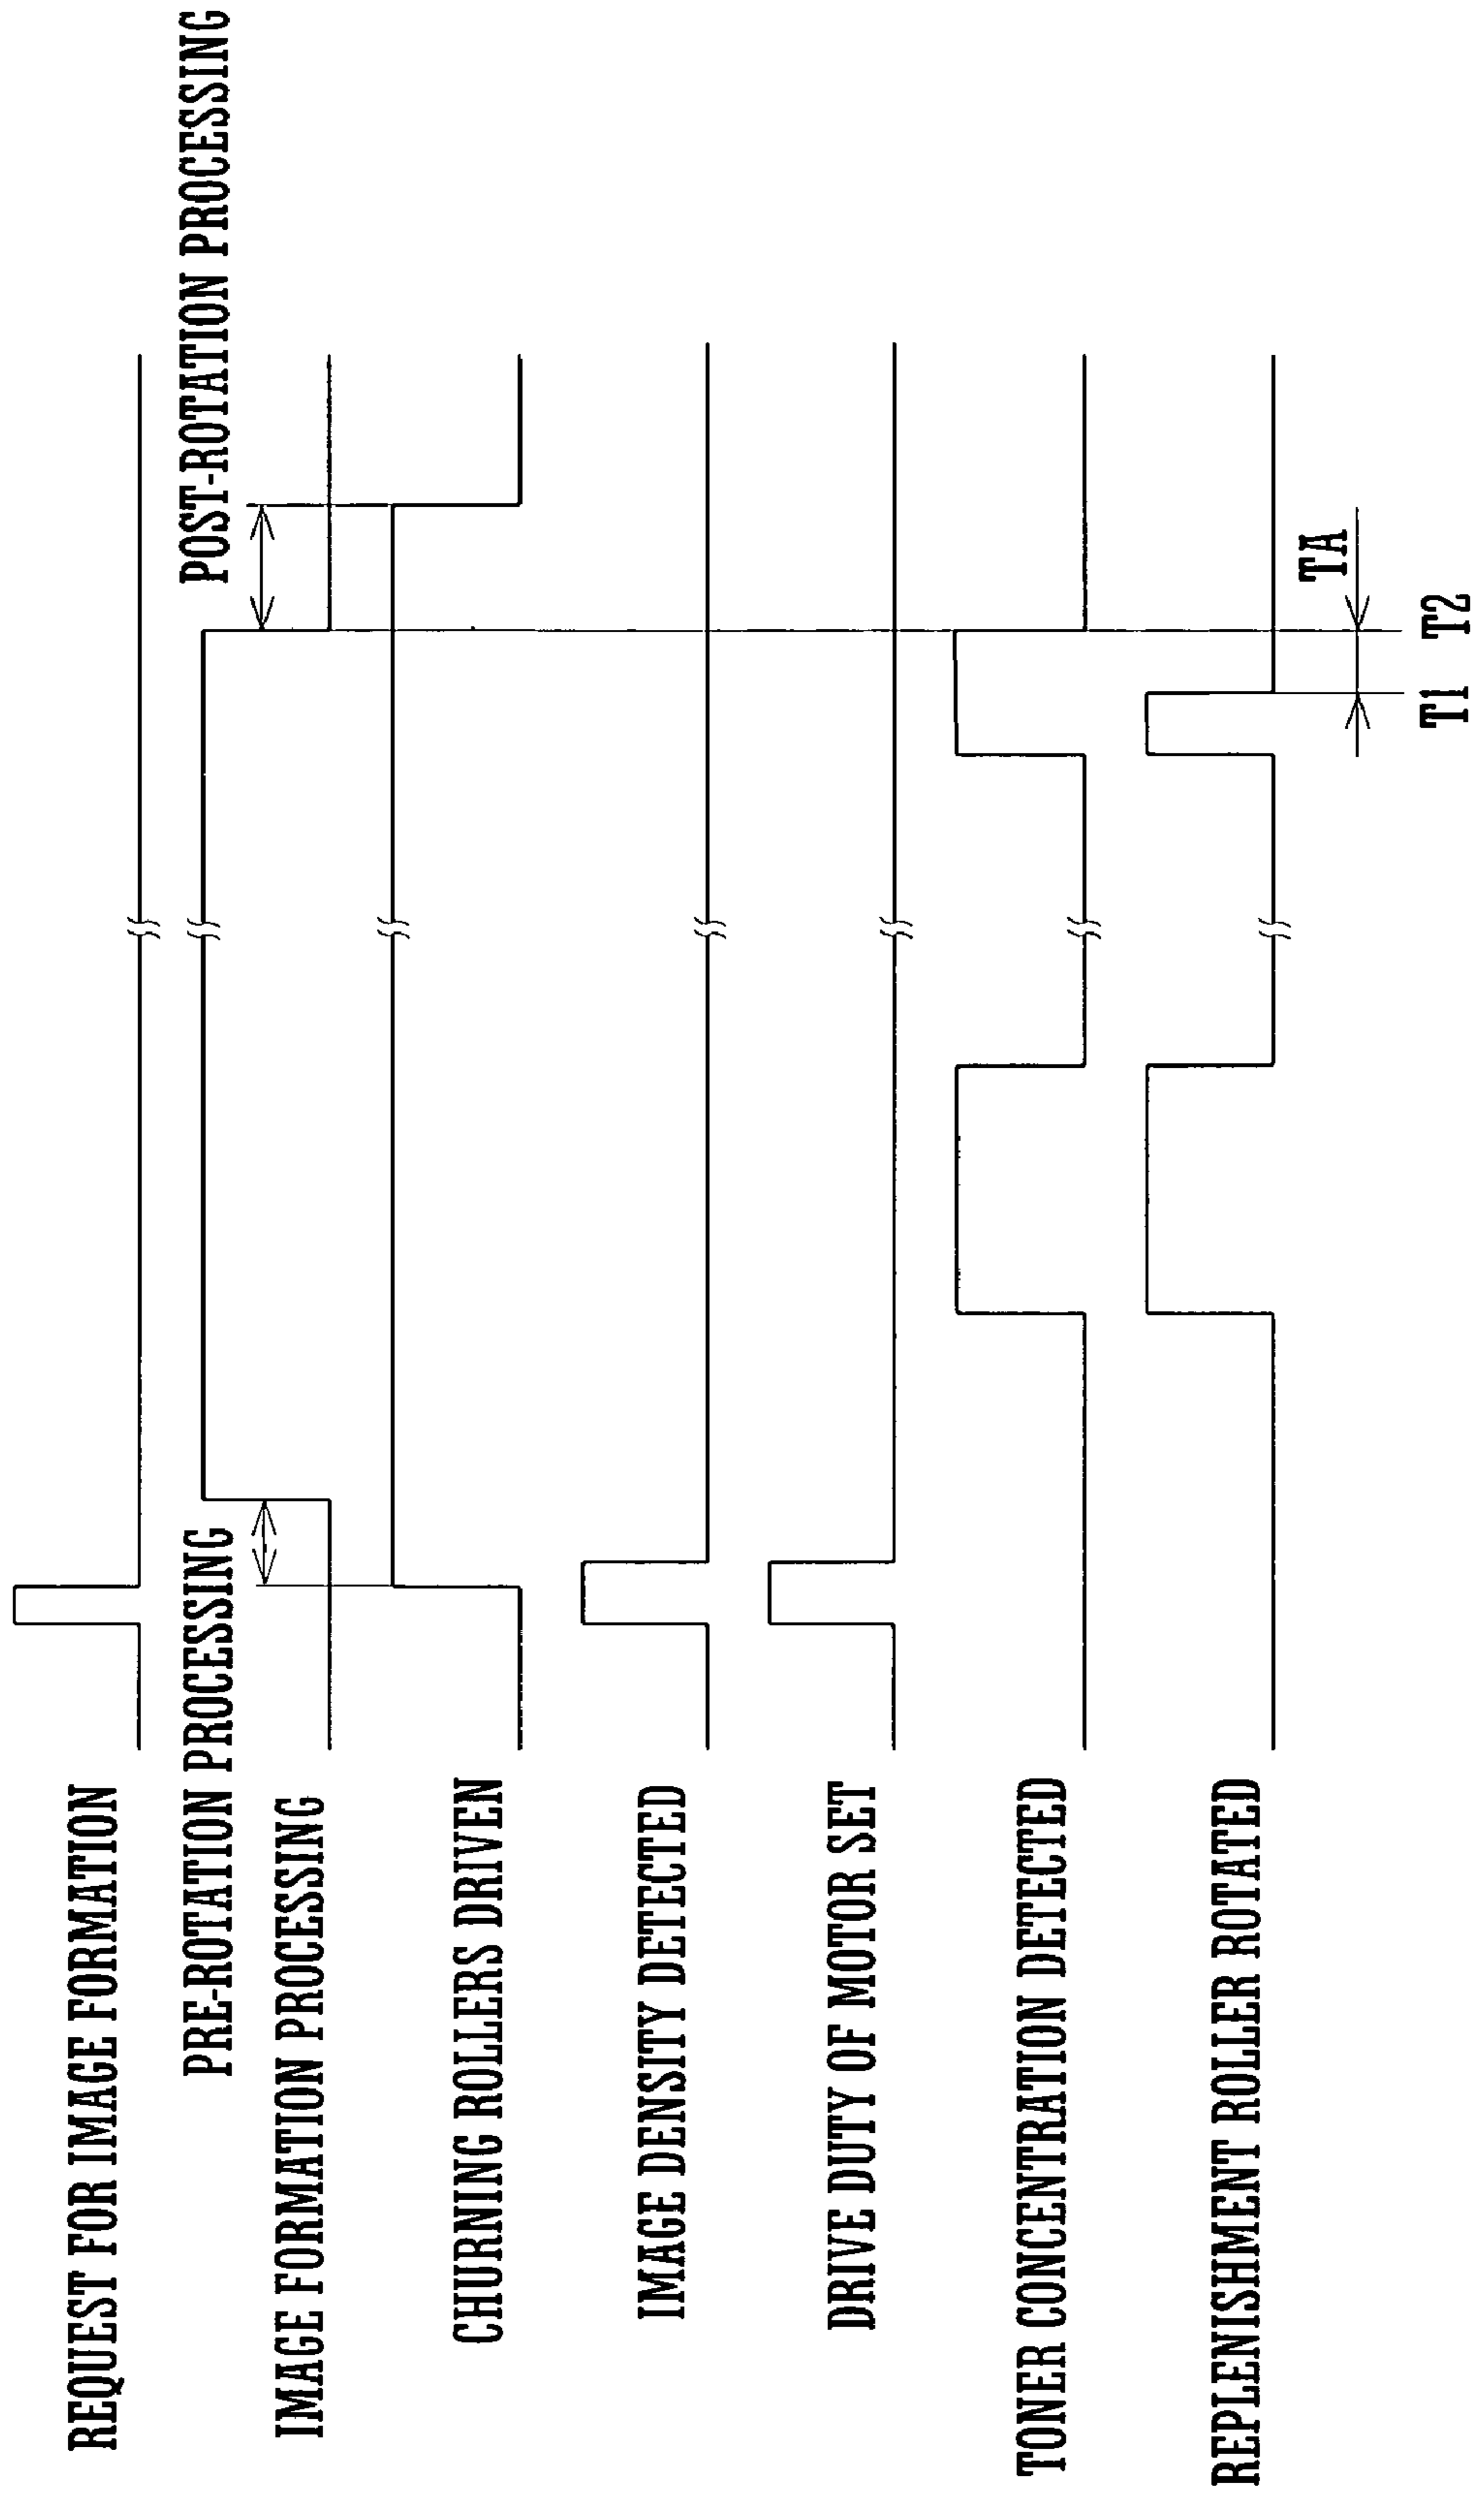 REQUEST FOR IMAGE FORMATION
PRE-ROTATION PROCESSING
POST-ROTATION PROCESSING
IMAGE FORMATION PROCESSING
CHURNING ROLLERS DRIVEN
IMAGE DENSITY DETECTED
DRIVE DUTY OF MOTOR SET
TONER CONCENTRATION DETECTED
REPLENISHMENT ROLLER ROTATED
TA
T1 T2